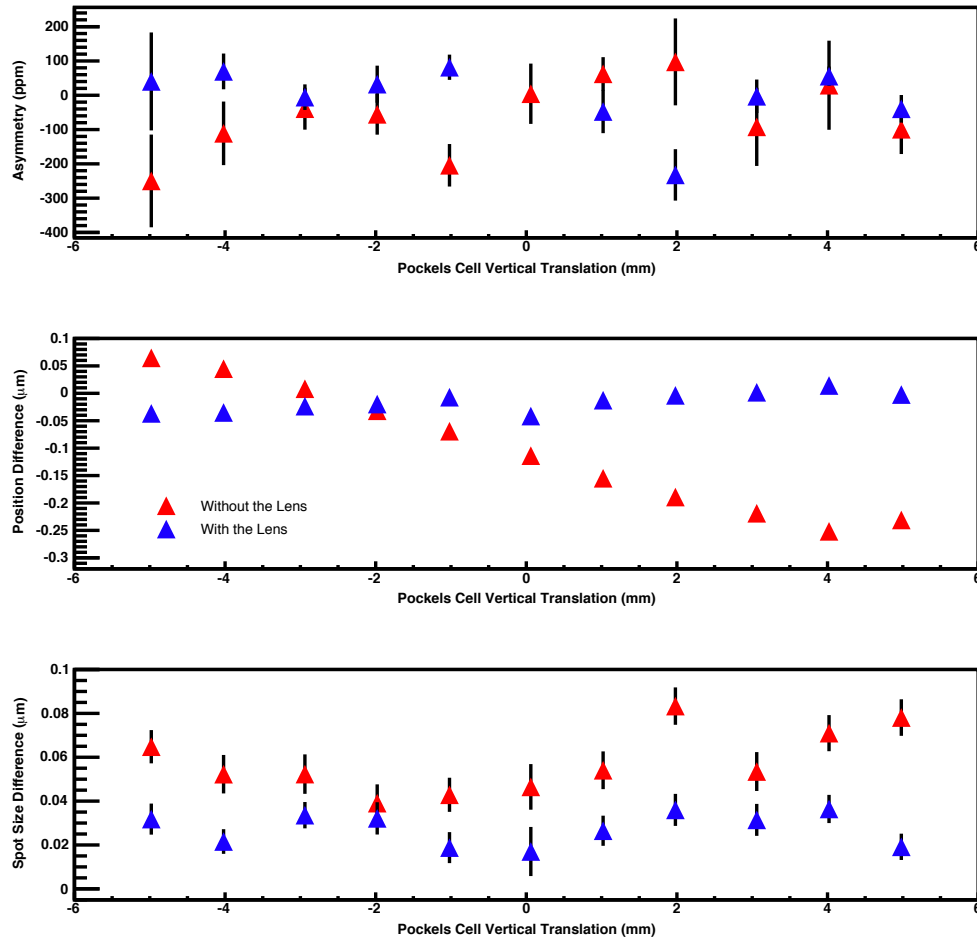 Asymmetry (ppm)
200
100
0
-100
-200
-300
-400
-6 -4 -2 0 2 4 6
Pockels Cell Vertical Translation (mm)
Position Difference (μm)
0.1
0.05
0
-0.05
-0.1
-0.15
-0.2
-0.25
-0.3
Without the Lens
With the Lens
-6 -4 -2 0 2 4 6
Pockels Cell Vertical Translation (mm)
Spot Size Difference (μm)
0.1
0.08
0.06
0.04
0.02
0
-6 -4 -2 0 2 4 6
Pockels Cell Vertical Translation (mm)